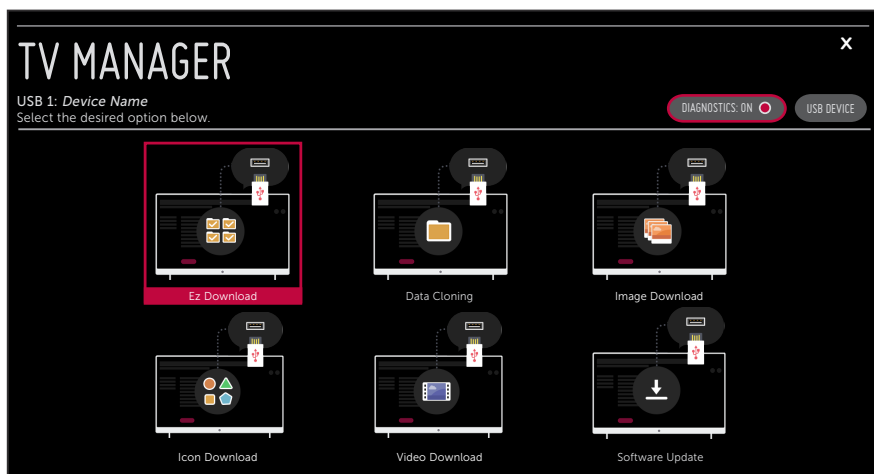 TV MANAGER
X
USB 1: Device Name
Select the desired option below.
DIAGNOSTICS: ON
USB DEVICE
Ez Download
Data Cloning
Image Download
Icon Download
Video Download
Software Update